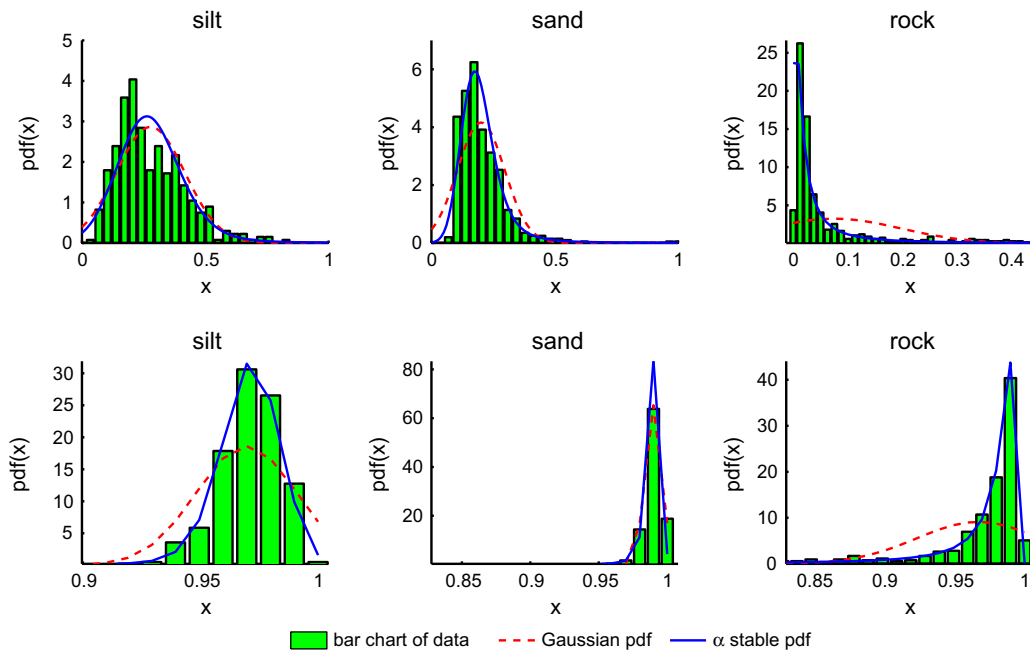 silt
sand
rock
pdf(x)
5
4
3
2
1
0
0
0.5
1
x
pdf(x)
6
4
2
0
0
0.5
1
x
pdf(x)
25
20
15
10
5
0
0
0.1
0.2
0.3
0.4
x
silt
sand
rock
pdf(x)
30
25
20
15
10
5
0.9
0.95
1
x
pdf(x)
80
60
40
20
0.85
0.9
0.95
1
x
pdf(x)
40
30
20
10
0
0.85
0.9
0.95
1
x
bar chart of data
Gaussian pdf
α stable pdf